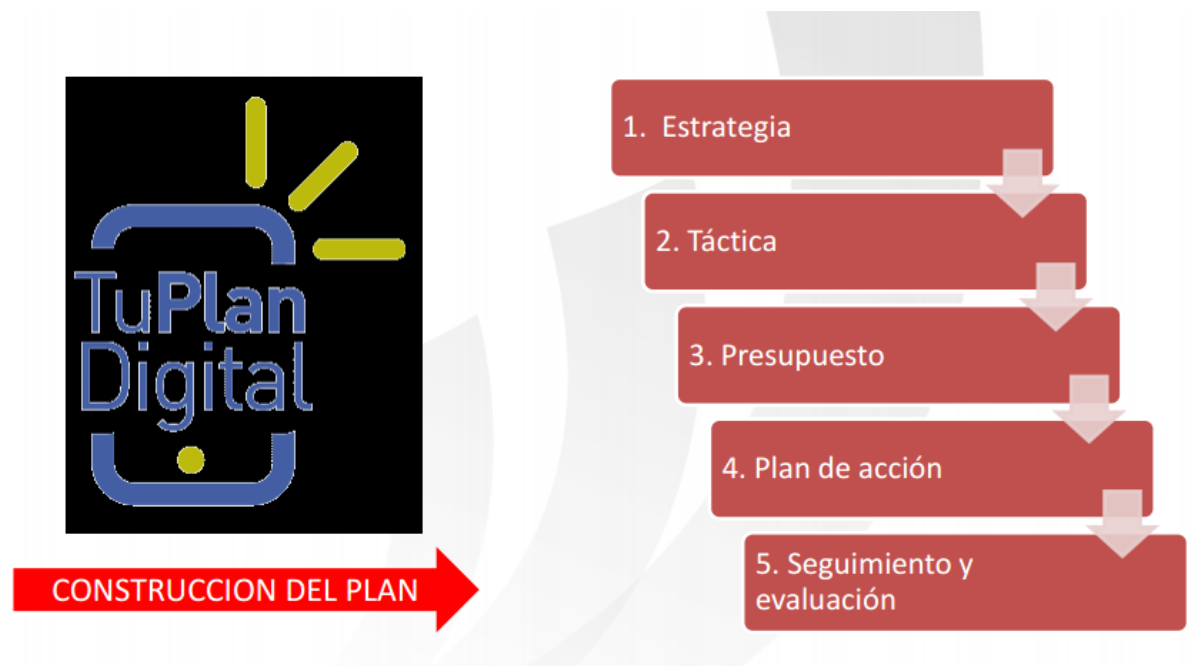 TuPlan
Digital
CONSTRUCCION DEL PLAN
1. Estrategia
2. Táctica
3. Presupuesto
4. Plan de acción
5. Seguimiento y
evaluación